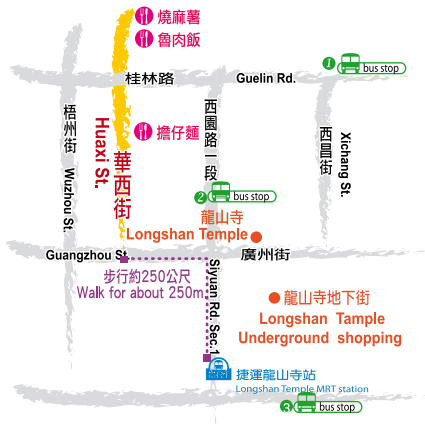 燒麻薯
魯肉飯
1
bus stop
桂林路
Guelin Rd.
梧州街
Wuzhou St.
Huaxi St.
華西街
擔仔麵
西園路一段
西昌街
Xichang St.
2
bus stop
龍山寺
Longshan Temple
Guangzhou St.
廣州街
步行約250公尺
Walk for about 250m
Siyuan Rd. Sec.1
龍山寺地下街
Longshan Tample
Underground shopping
捷運龍山寺站
Longshan Temple MRT station
3
bus stop